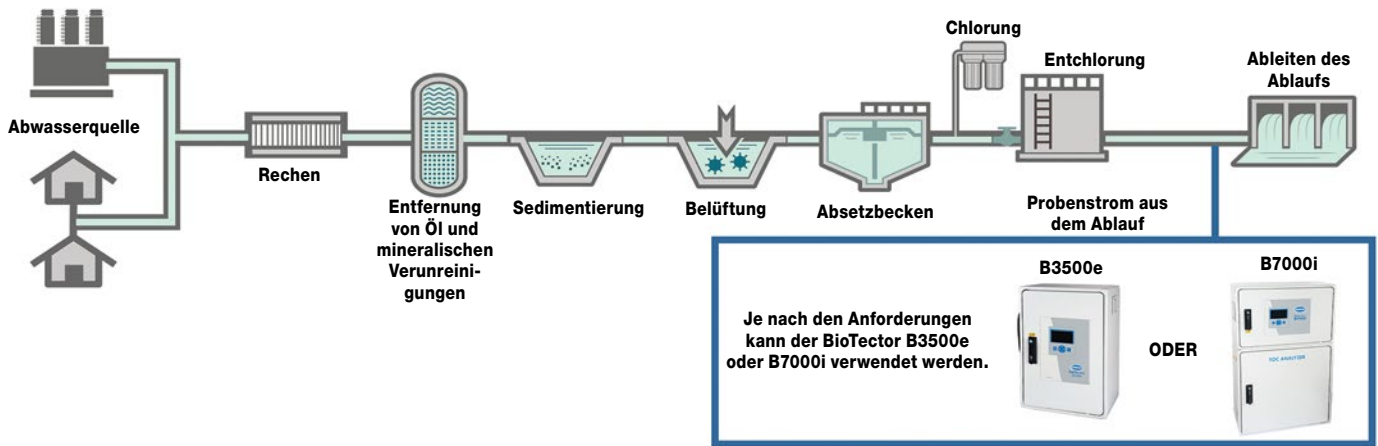 Abwasserquelle
Rechen
Entfernung
von Öl und
mineralischen
Verunreini-
gungen
Sedimentierung
Belüftung
Absetzbecken
Chlorung
Entchlorung
Ableiten des
Ablaufs
Probenstrom aus
dem Ablauf
Je nach den Anforderungen
kann der BioTector B3500e
oder B7000i verwendet werden.
B3500e
ODER
B7000i
TOC ANALYZER